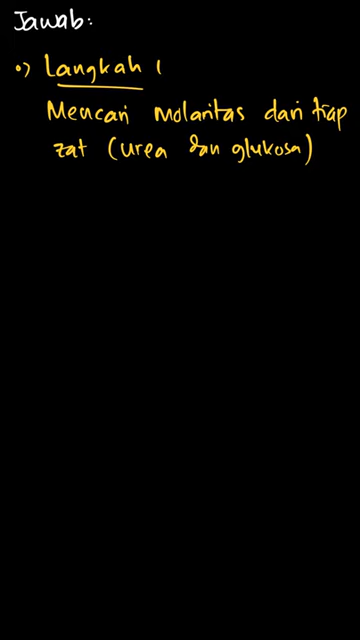 Jawab:
•) Langkah 1
Mencari molaritas dari tiap
zat (urea dan glukosa)